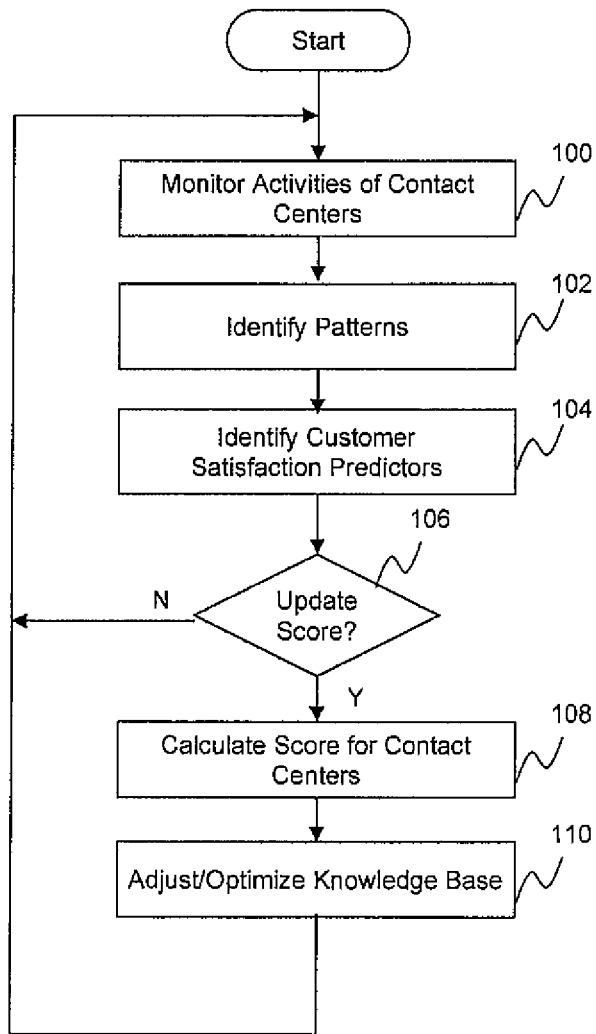 Start
100
Monitor Activities of Contact
Centers
102
Identify Patterns
104
Identify Customer
Satisfaction Predictors
106
N
Update
Score?
Y
108
Calculate Score for Contact
Centers
110
Adjust/Optimize Knowledge Base